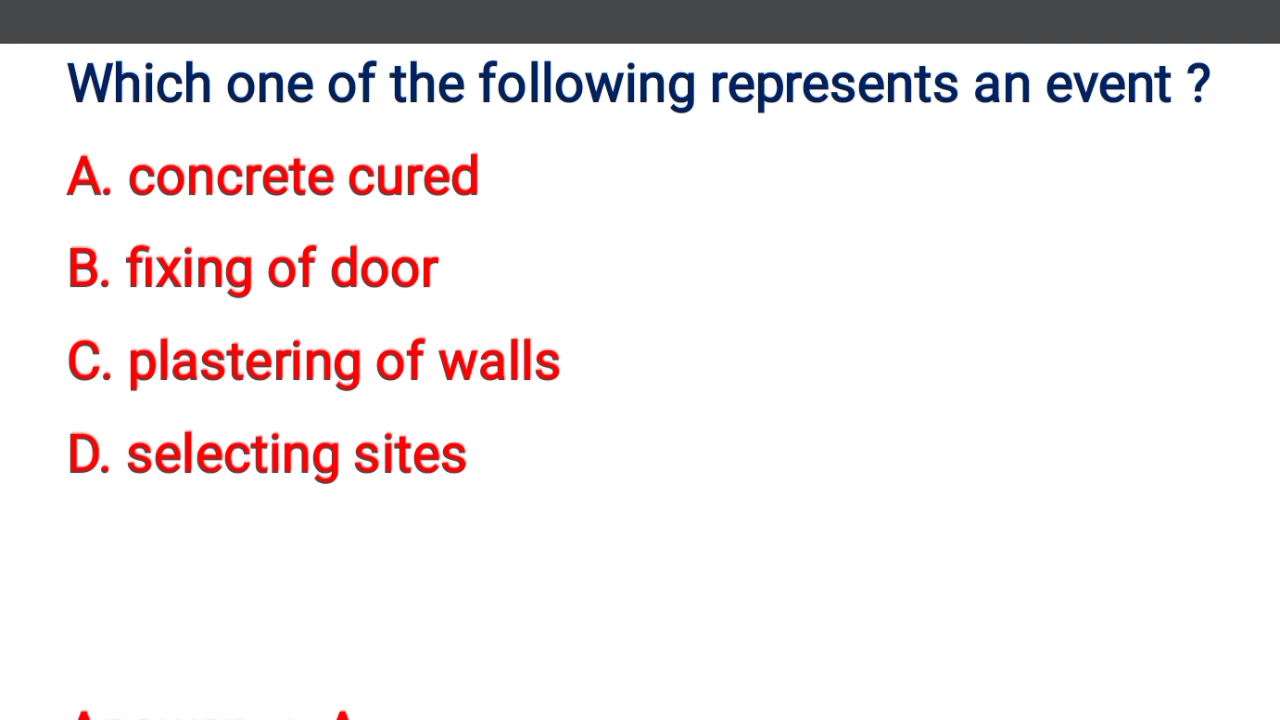 Which one of the following represents an event ?
A. concrete cured
B. fixing of door
C. plastering of walls
D. selecting sites